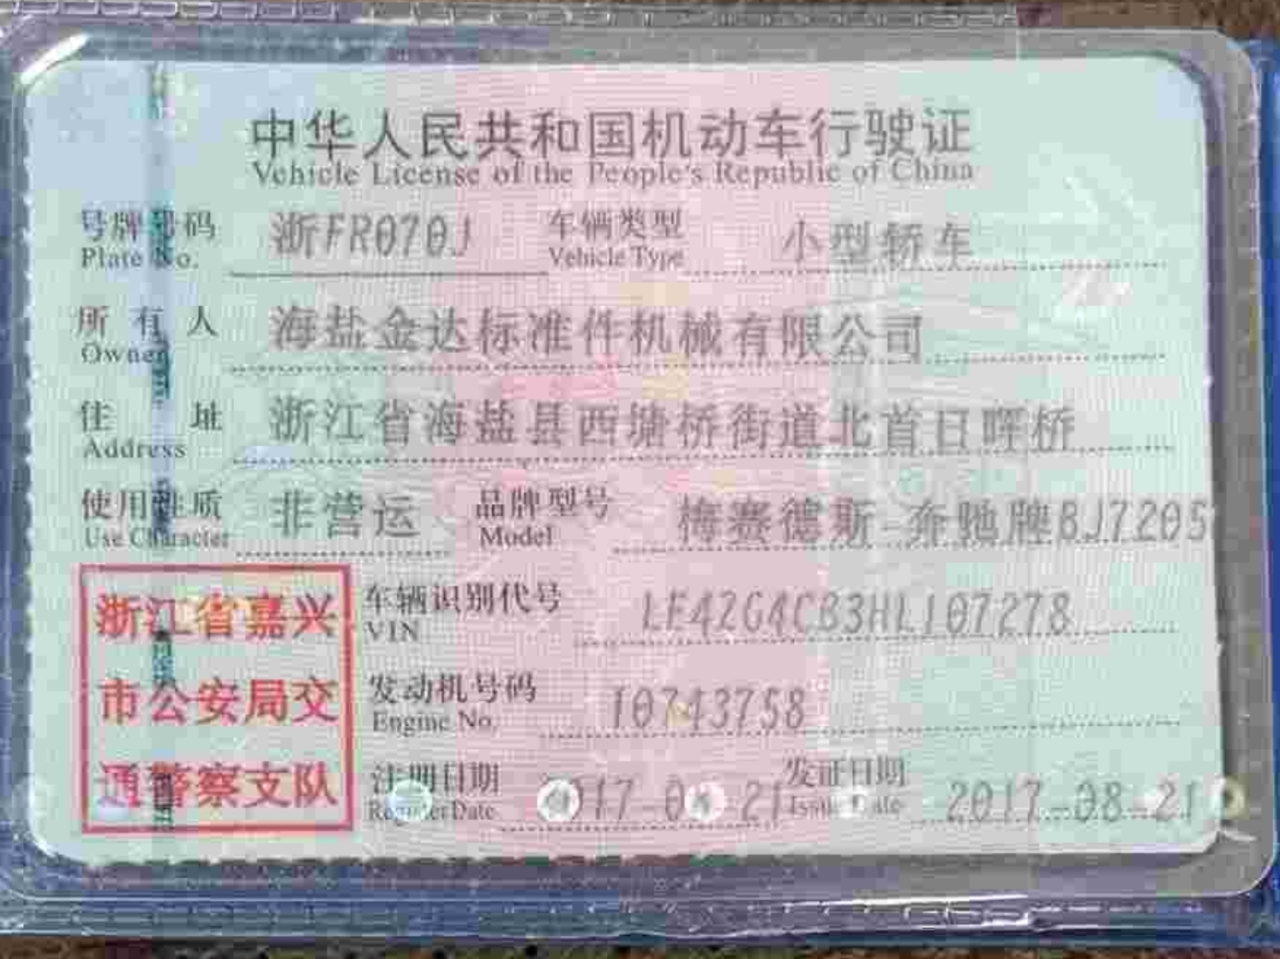 中华人民共和国机动车行驶证
Vehicle License of the People's Republic of China
号牌号码 浙FR070J 车辆类型 小型轿车
Plate No. Vehicle Type
所有人 海盐金达标准件机械有限公司
Owner
住址 浙江省海盐县西塘桥街道北首日晖桥
Address
使用性质 非营运 品牌型号 梅赛德斯-奔驰牌BJ7205
Use Character Model
浙江省嘉兴
市公安局交
通警察支队
车辆识别代号 LE42G4CB3HL107278
VIN
发动机号码 10743758
Engine No.
注册日期 发证日期 2017-08-21
Register Date Issue Date